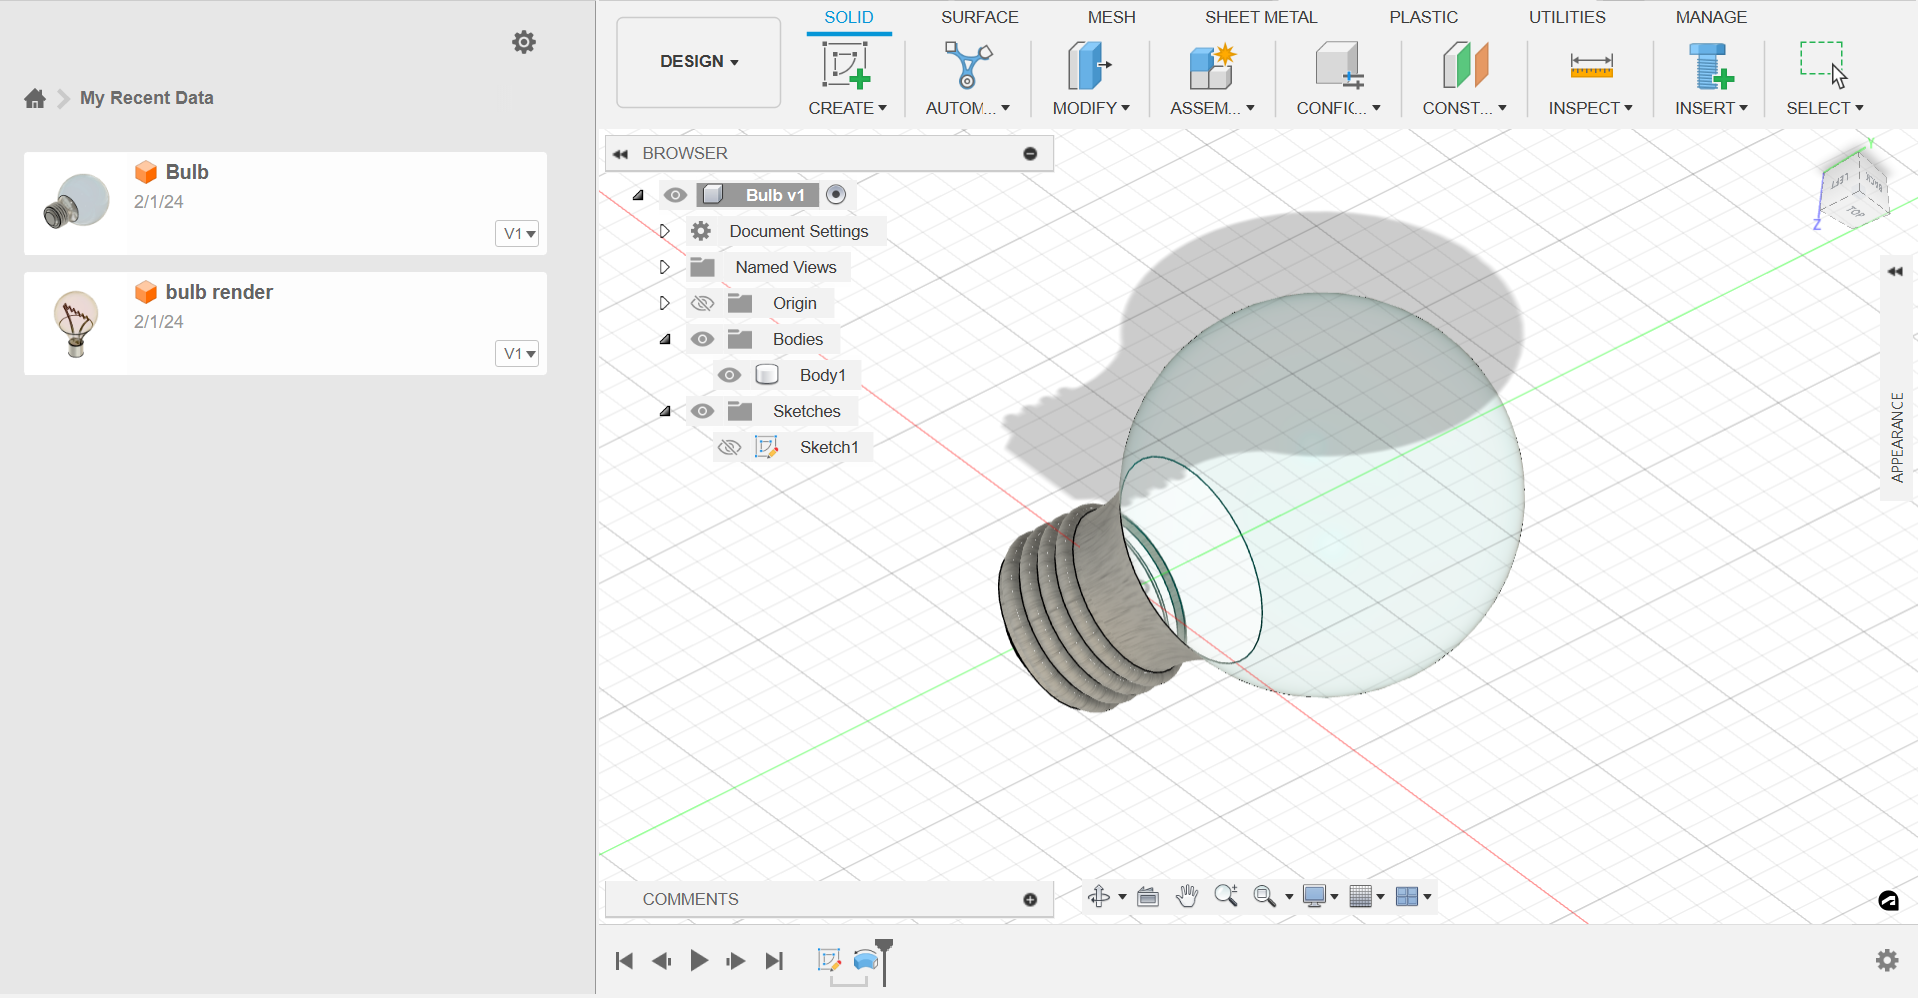 My Recent Data
Bulb
2/1/24
V1
bulb render
2/1/24
V1
DESIGN
SOLID SURFACE MESH SHEET METAL PLASTIC UTILITIES MANAGE
CREATE AUTOM... MODIFY ASSEM... CONFIC... CONST... INSPECT INSERT SELECT
BROWSER
Bulb v1
Document Settings
Named Views
Origin
Bodies
Body1
Sketches
Sketch1
Y
LEFT BACK
TOP
Z
APPEARANCE
COMMENTS